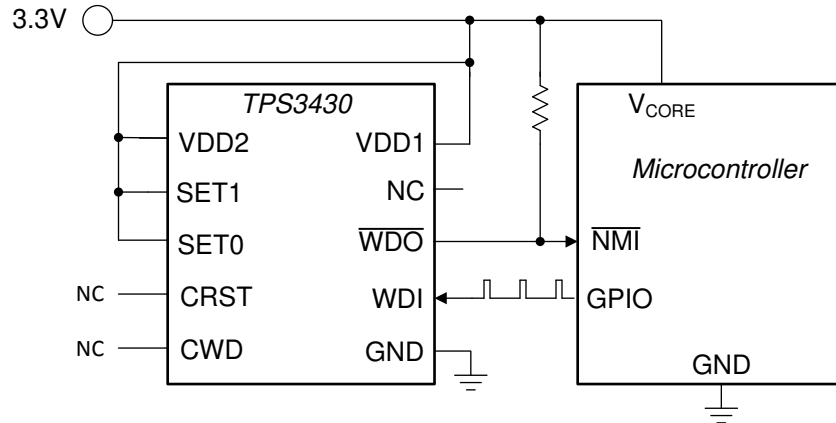 3.3V
TPS3430
VDD2
SET1
SET0
CRST
CWD
NC
NC
VDD1
NC
WDO
WDI
GND
VCORE
Microcontroller
NMI
GPIO
GND